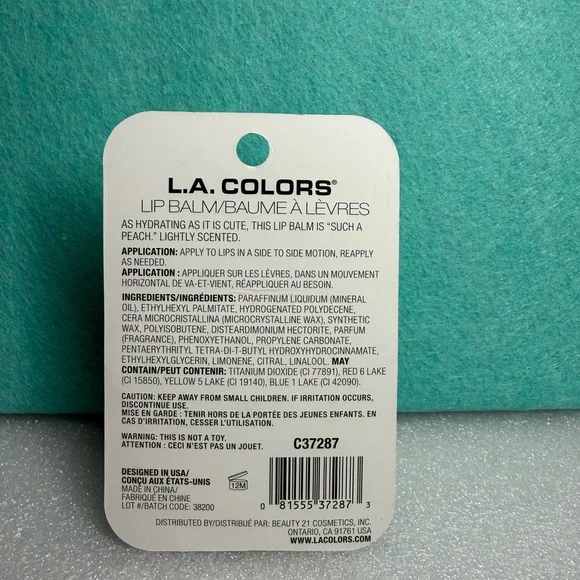 L.A. COLORS®
LIP BALM/BAUME À LÈVRES
AS HYDRATING AS IT IS CUTE, THIS LIP BALM IS "SUCH A
PEACH." LIGHTLY SCENTED.
APPLICATION: APPLY TO LIPS IN A SIDE TO SIDE MOTION, REAPPLY
AS NEEDED.
APPLICATION : APPLIQUER SUR LES LÈVRES, DANS UN MOUVEMENT
HORIZONTAL DE VA-ET-VIENT, RÉAPPLIQUER AU BESOIN.
INGREDIENTS/INGRÉDIENTS: PARAFFINUM LIQUIDUM (MINERAL
OIL), ETHYLHEXYL PALMITATE, HYDROGENATED POLYDECENE,
CERA MICROCRISTALLINA (MICROCRYSTALLINE WAX), SYNTHETIC
WAX, POLYISOBUTENE, DISTEARDIMONIUM HECTORITE, PARFUM
(FRAGRANCE), PHENOXYETHANOL, PROPYLENE CARBONATE,
PENTAERYTHRITYL TETRA-DI-T-BUTYL HYDROXYHYDROCINNAMATE,
ETHYLHEXYLGLYCERIN, LIMONENE, CITRAL, LINALOOL. MAY
CONTAIN/PEUT CONTENIR: TITANIUM DIOXIDE (CI 77891), RED 6 LAKE
(CI 15850), YELLOW 5 LAKE (CI 19140), BLUE 1 LAKE (CI 42090).
CAUTION: KEEP AWAY FROM SMALL CHILDREN. IF IRRITATION OCCURS,
DISCONTINUE USE.
MISE EN GARDE : TENIR HORS DE LA PORTÉE DES JEUNES ENFANTS. EN
CAS D'IRRITATION, CESSER L'UTILISATION.
WARNING: THIS IS NOT A TOY.
ATTENTION : CECI N'EST PAS UN JOUET.
C37287
DESIGNED IN USA/
CONÇU AUX ÉTATS-UNIS
MADE IN CHINA/
FABRIQUÉ EN CHINE
LOT #/BATCH CODE: 38200
12M
0 81555 37287 3
DISTRIBUTED BY/DISTRIBUÉ PAR: BEAUTY 21 COSMETICS, INC.
ONTARIO, CA 91761 USA
WWW.LACOLORS.COM